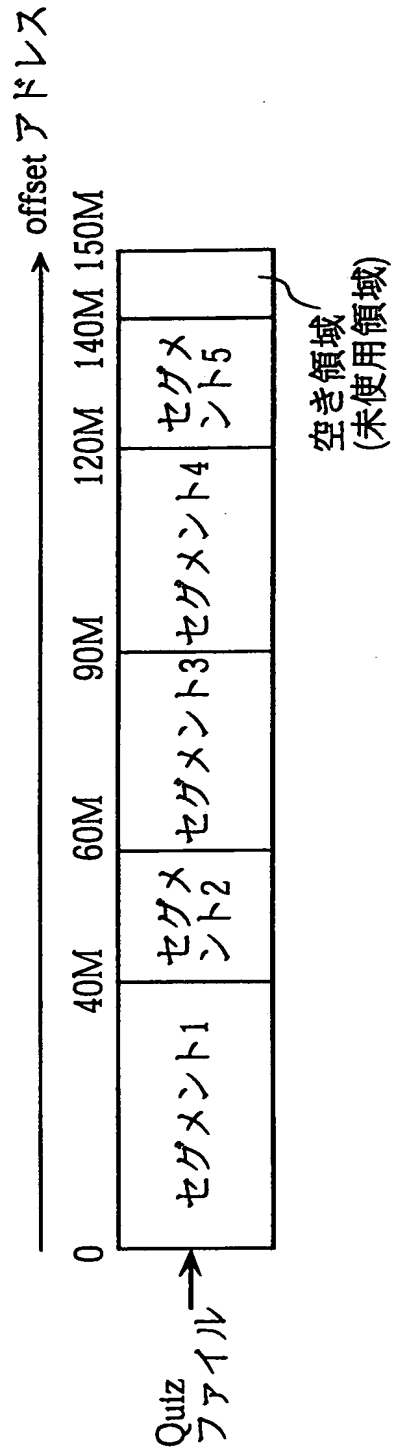 offset アドレス
0
40M
60M
90M
120M
140M
150M
Quiz
ファイル
セグメント1
セグメ
ント2
セグメント3
セグメント4
セグメ
ント5
空き領域
(未使用領域)